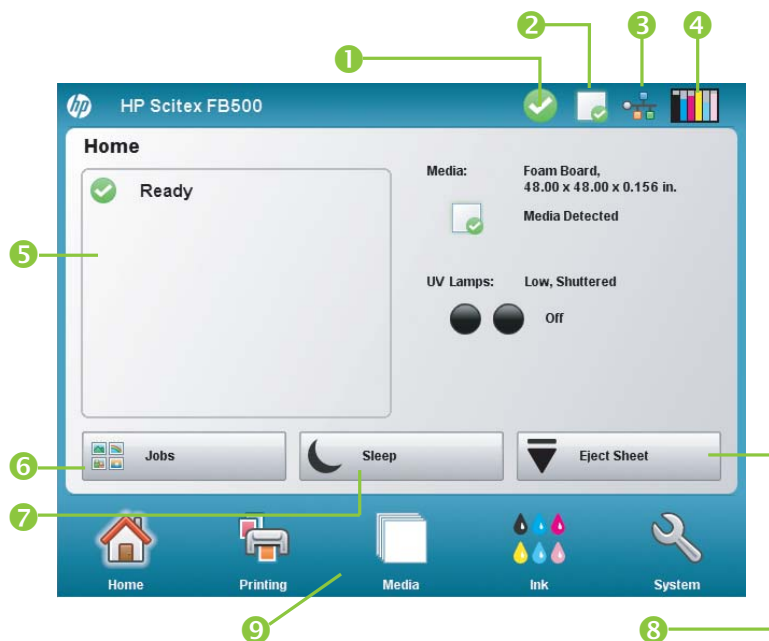 1
2
3
4
hp HP Scitex FB500
Home
Ready
Media: Foam Board,
48.00 x 48.00 x 0.156 in.
Media Detected
UV Lamps: Low, Shuttered
Off
5
Jobs
Sleep
Eject Sheet
6
7
Home
Printing
Media
Ink
System
9
8